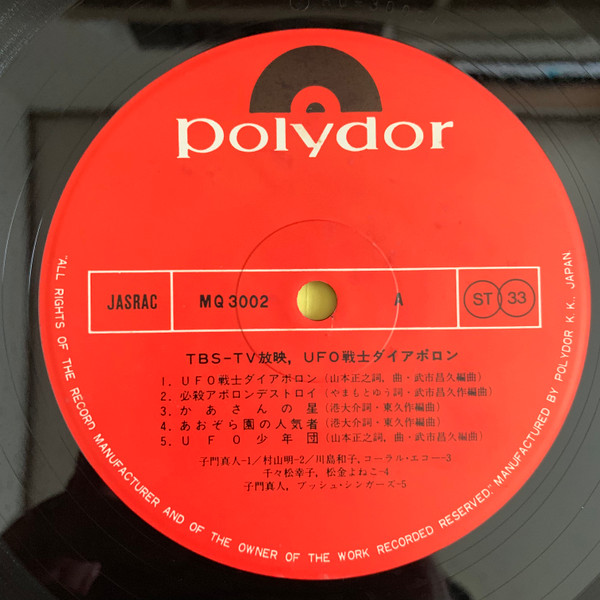 polydor
JASRAC MQ3002 A ST 33
TBS-TV放映, UFO戦士ダイアポロン
1. UFO戦士ダイアポロン (山本正之詞, 曲・武市昌久編曲)
2. 必殺アポロンデストロイ (やまもとゆう詞・武市昌久作編曲)
3. かあさんの星 (港大介詞・東久作編曲)
4. あおぞら園の人気者 (港大介詞・東久作編曲)
5. UFO少年団 (山本正之詞, 曲・武市昌久編曲)
子門真人-1/村山明-2/川島和子, コーラル・エコー-3
千々松幸子, 松金よねこ-4
子門真人, ブッシュ・シンガーズ-5
"ALL RIGHTS OF THE RECORD MANUFACTURER AND OF THE OWNER OF THE WORK RECORDED RESERVED." MANUFACTURED BY POLYDOR K.K. JAPAN